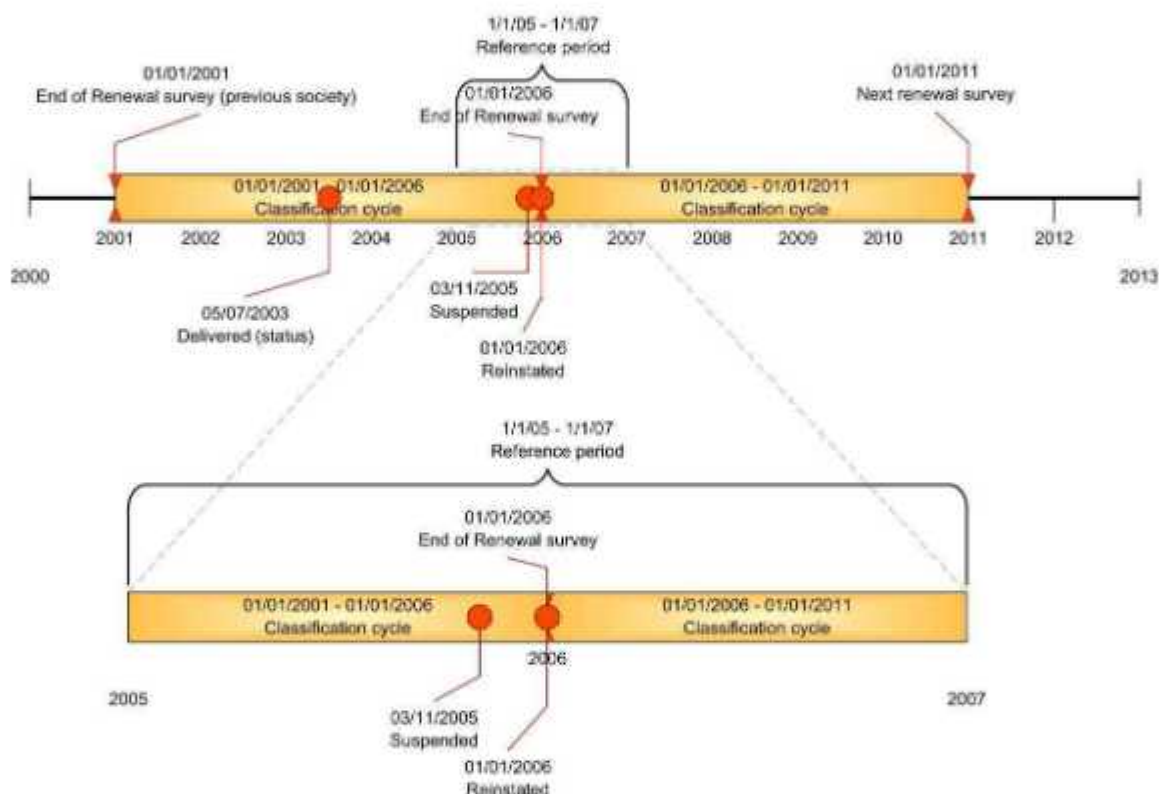 1/1/05 - 1/1/07
Reference period
01/01/2001
End of Renewal survey (previous society)
01/01/2006
End of Renewal survey
01/01/2011
Next renewal survey
01/01/2001 - 01/01/2006
Classification cycle
01/01/2006 - 01/01/2011
Classification cycle
2001 2002 2003 2004 2005 2006 2007 2008 2009 2010 2011 2012
2000
2013
05/07/2003
Delivered (status)
03/11/2005
Suspended
01/01/2006
Reinstated
1/1/05 - 1/1/07
Reference period
01/01/2006
End of Renewal survey
01/01/2001 - 01/01/2006
Classification cycle
01/01/2006 - 01/01/2011
Classification cycle
2006
2005
2007
03/11/2005
Suspended
01/01/2006
Reinstated